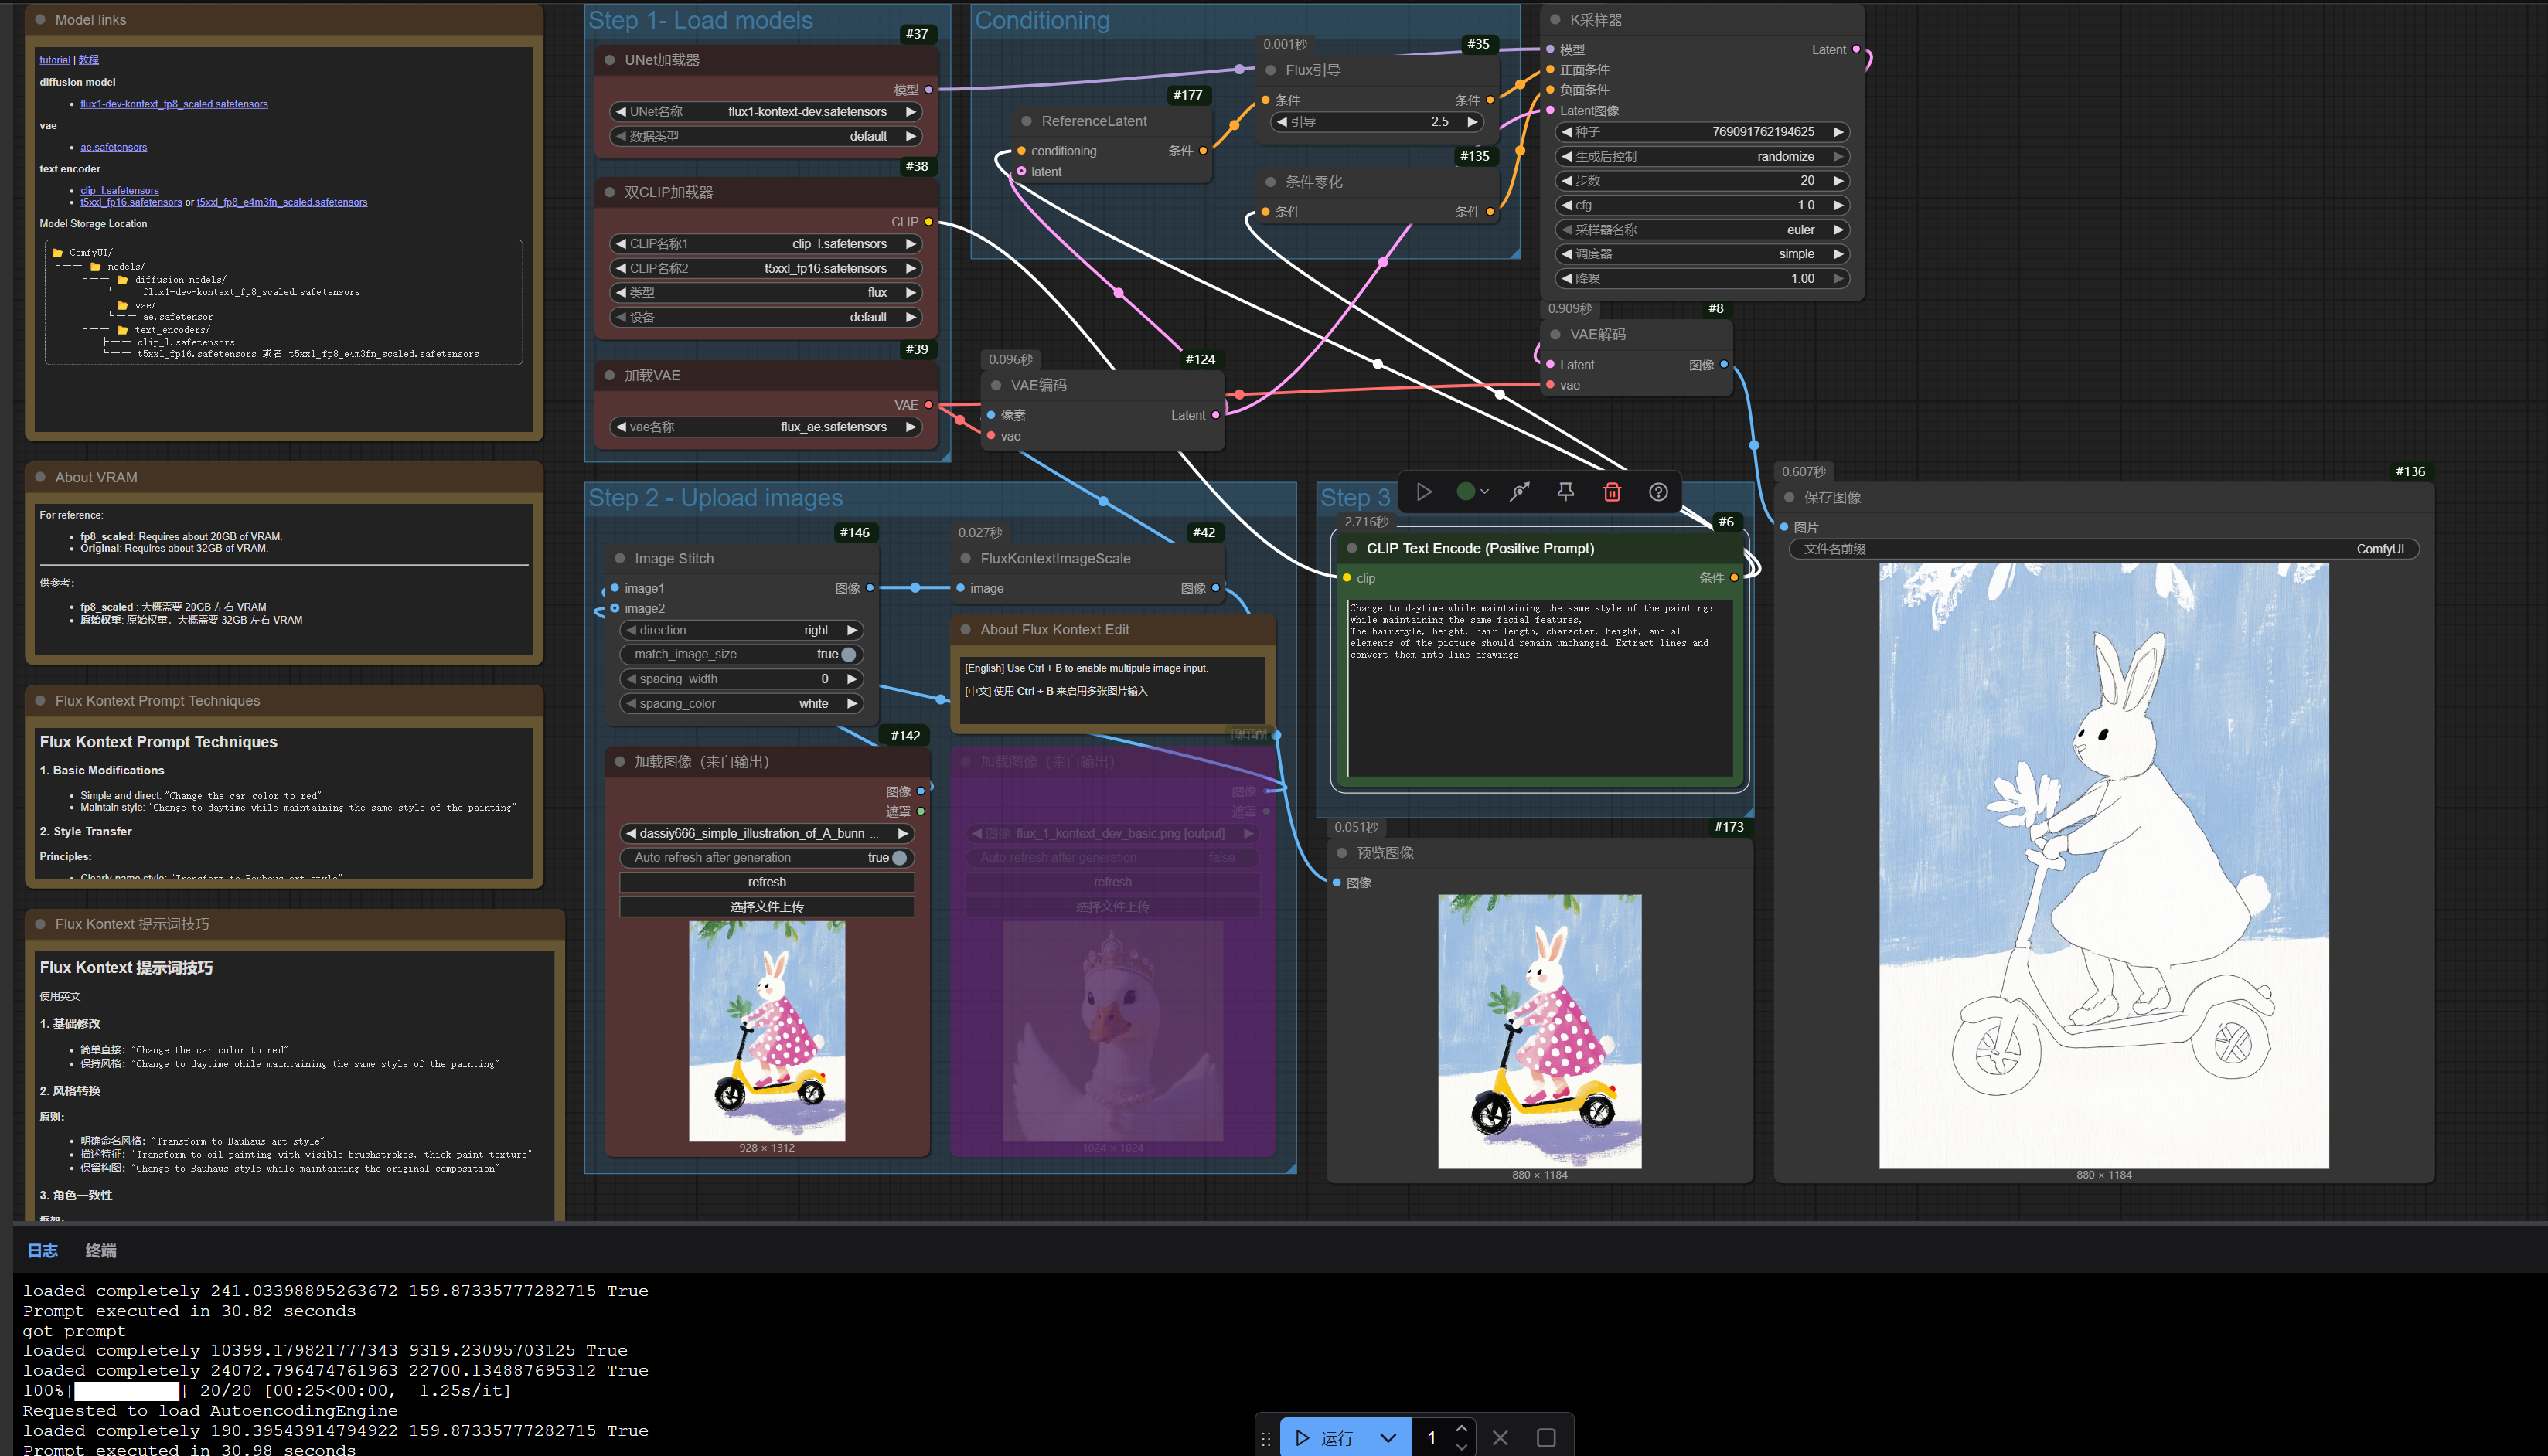 Model links
tutorial | 教程
diffusion model
flux1-dev-kontext_fp8_scaled.safetensors
vae
ae.safetensors
text encoder
clip_l.safetensors
t5xxl_fp16.safetensors or t5xxl_fp8_e4m3fn_scaled.safetensors
Model Storage Location
ComfyUI/
models/
diffusion_models/
flux1-dev-kontext_fp8_scaled.safetensors
vae/
ae.safetensor
text_encoders/
clip_l.safetensors
t5xxl_fp16.safetensors 或者 t5xxl_fp8_e4m3fn_scaled.safetensors
About VRAM
For reference:
fp8_scaled: Requires about 20GB of VRAM.
Original: Requires about 32GB of VRAM.
供参考:
fp8_scaled : 大概需要 20GB 左右 VRAM
原始权重: 原始权重，大概需要 32GB 左右 VRAM
Flux Kontext Prompt Techniques
Flux Kontext Prompt Techniques
1. Basic Modifications
Simple and direct: "Change the car color to red"
Maintain style: "Change to daytime while maintaining the same style of the painting"
2. Style Transfer
Principles:
Clearly name style: "Transform to Bauhaus art style"
Flux Kontext 提示词技巧
Flux Kontext 提示词技巧
使用英文
1. 基础修改
简单直接: "Change the car color to red"
保持风格: "Change to daytime while maintaining the same style of the painting"
2. 风格转换
原则:
明确命名风格: "Transform to Bauhaus art style"
描述特征: "Transform to oil painting with visible brushstrokes, thick paint texture"
保留构图: "Change to Bauhaus style while maintaining the original composition"
3. 角色一致性
框架:
Step 1- Load models
#37
UNet加载器
模型
UNet名称 flux1-kontext-dev.safetensors
数据类型 default
#38
双CLIP加载器
CLIP
CLIP名称1 clip_l.safetensors
CLIP名称2 t5xxl_fp16.safetensors
类型 flux
设备 default
#39
加载VAE
VAE
vae名称 flux_ae.safetensors
Conditioning
0.001秒 #35
Flux引导
条件 条件
引导 2.5
#177
ReferenceLatent
conditioning 条件
latent
#135
条件零化
条件 条件
0.096秒 #124
VAE编码
像素 Latent
vae
K采样器
模型 Latent
正面条件
负面条件
Latent图像
种子 769091762194625
生成后控制 randomize
步数 20
cfg 1.0
采样器名称 euler
调度器 simple
降噪 1.00
0.909秒 #8
VAE解码
Latent 图像
vae
Step 2 - Upload images
#146
Image Stitch
image1 图像
image2
direction right
match_image_size true
spacing_width 0
spacing_color white
0.027秒 #42
FluxKontextImageScale
image 图像
About Flux Kontext Edit
[English] Use Ctrl + B to enable multipule image input.
[中文] 使用 Ctrl + B 来启用多张图片输入
#142
加载图像（来自输出）
图像
遮罩
dassiy666_simple_illustration_of_A_bunn ...
Auto-refresh after generation true
refresh
选择文件上传
928 × 1312
加载图像（来自输出）
图像
遮罩
图像 flux_1_kontext_dev_basic.png [output]
Auto-refresh after generation false
refresh
选择文件上传
1024 × 1024
Step 3
2.716秒 #6
CLIP Text Encode (Positive Prompt)
clip 条件
Change to daytime while maintaining the same style of the painting,
while maintaining the same facial features,
The hairstyle, height, hair length, character, height, and all
elements of the picture should remain unchanged. Extract lines and
convert them into line drawings
0.051秒 #173
预览图像
图像
880 × 1184
0.607秒 #136
保存图像
图片
文件名前缀 ComfyUI
880 × 1184
日志 终端
loaded completely 241.03398895263672 159.87335777282715 True
Prompt executed in 30.82 seconds
got prompt
loaded completely 10399.179821777343 9319.23095703125 True
loaded completely 24072.796474761963 22700.134887695312 True
100%| | 20/20 [00:25<00:00, 1.25s/it]
Requested to load AutoencodingEngine
loaded completely 190.39543914794922 159.87335777282715 True
Prompt executed in 30.98 seconds
运行 1